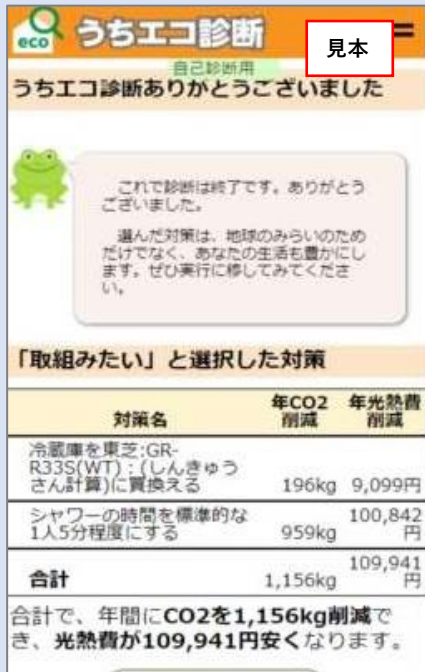 eco うちエコ診断
見本
自己診断用
うちエコ診断ありがとうございました
これで診断は終了です。ありがとう
ございました。
選んだ対策は、地球のみらいのため
だけでなく、あなたの生活も豊かにし
ます。ぜひ実行に移してみてくださ
い。
「取組みたい」と選択した対策
対策名 年CO2削減 年光熱費削減
冷蔵庫を東芝:GR-
R33S(WT)：(しんきゅう
さん計算)に買換える 196kg 9,099円
シャワーの時間を標準的な
1人5分程度にする 959kg 100,842円
合計 1,156kg 109,941円
合計で、年間にCO2を1,156kg削減で
き、光熱費が109,941円安くなります。